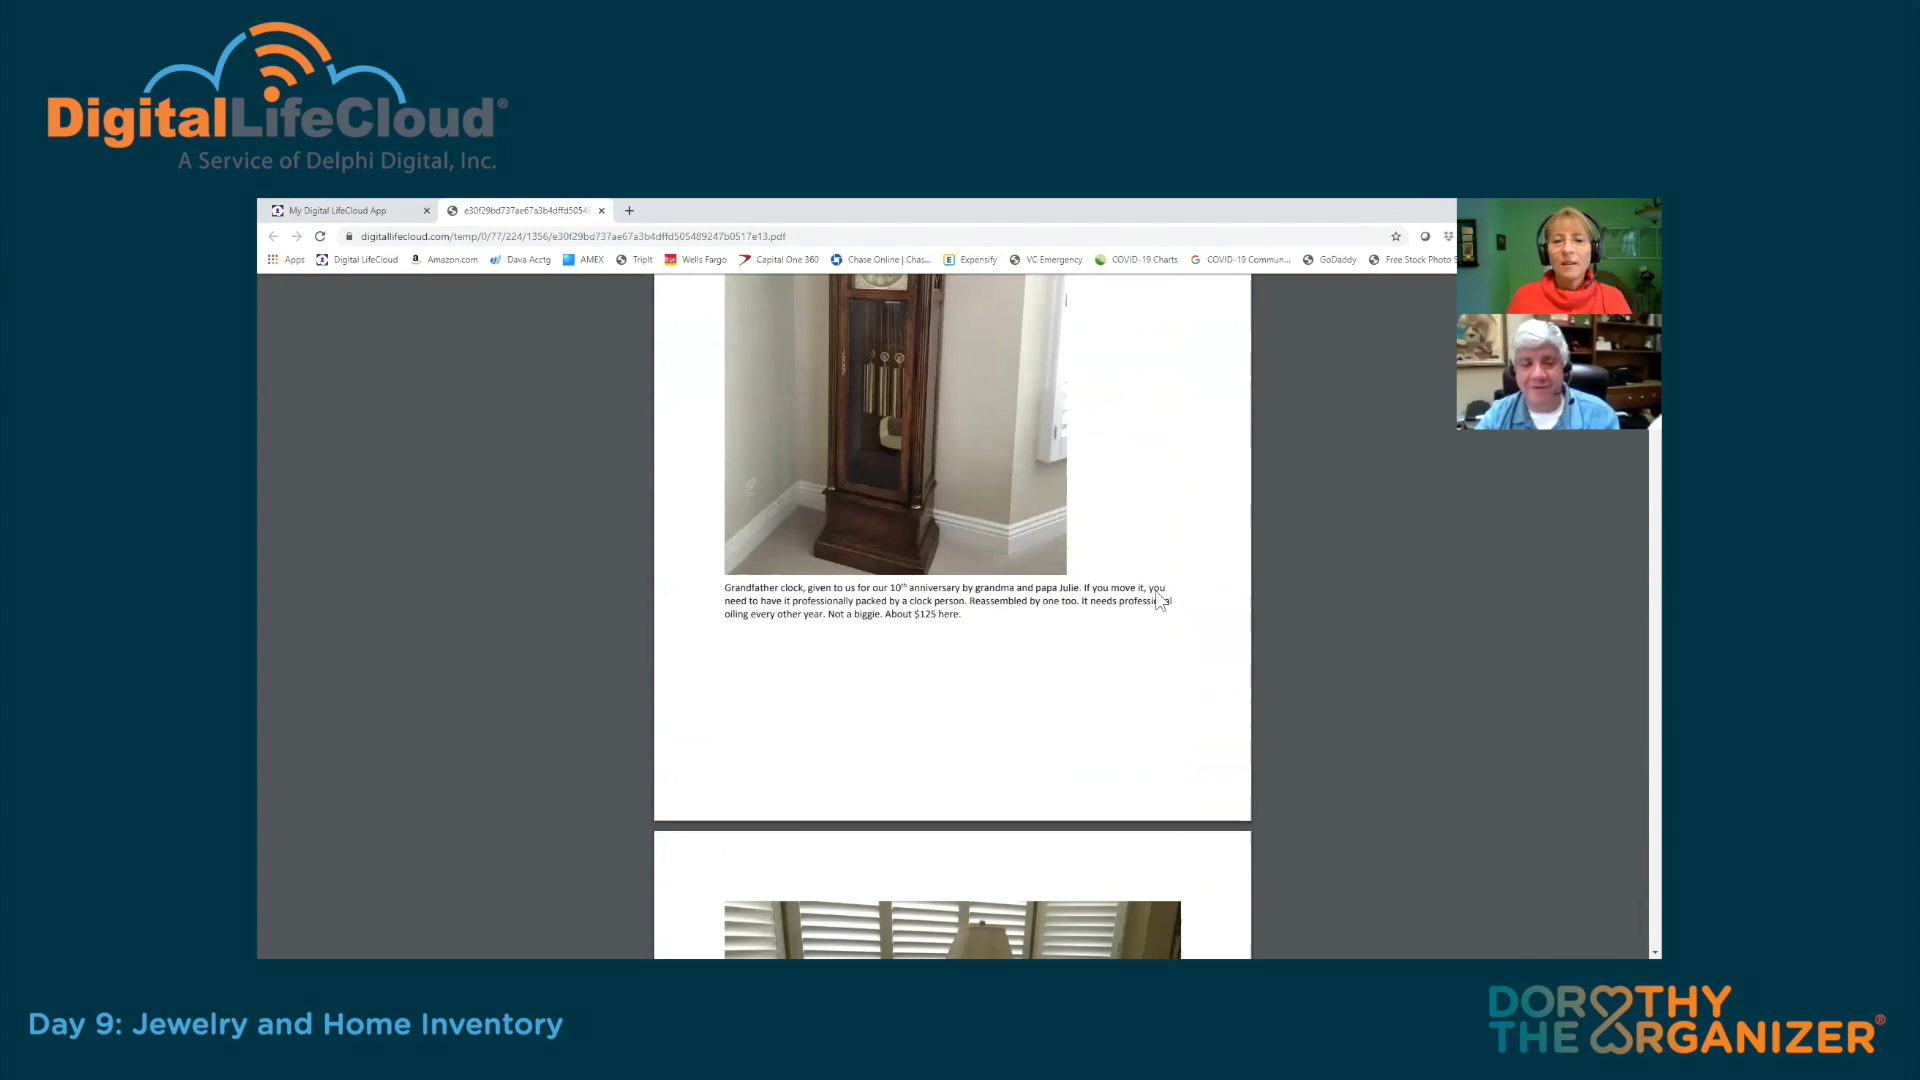 DigitalLifeCloud®
A Service of Delphi Digital, Inc.
My Digital LifeCloud App
e30f29bd737ae67a3b4dffd5054
digitallifecloud.com/temp/0/77/224/1356/e30f29bd737ae67a3b4dffd505489247b0517e13.pdf
Apps Digital LifeCloud Amazon.com Dava Acctg AMEX TripIt Wells Fargo Capital One 360 Chase Online | Chas... Expensify VC Emergency COVID-19 Charts COVID-19 Commun... GoDaddy Free Stock Photo S
Grandfather clock, given to us for our 10th anniversary by grandma and papa Julie. If you move it, you
need to have it professionally packed by a clock person. Reassembled by one too. It needs professional
oiling every other year. Not a biggie. About $125 here.
Day 9: Jewelry and Home Inventory
DOROTHY
THE ORGANIZER®